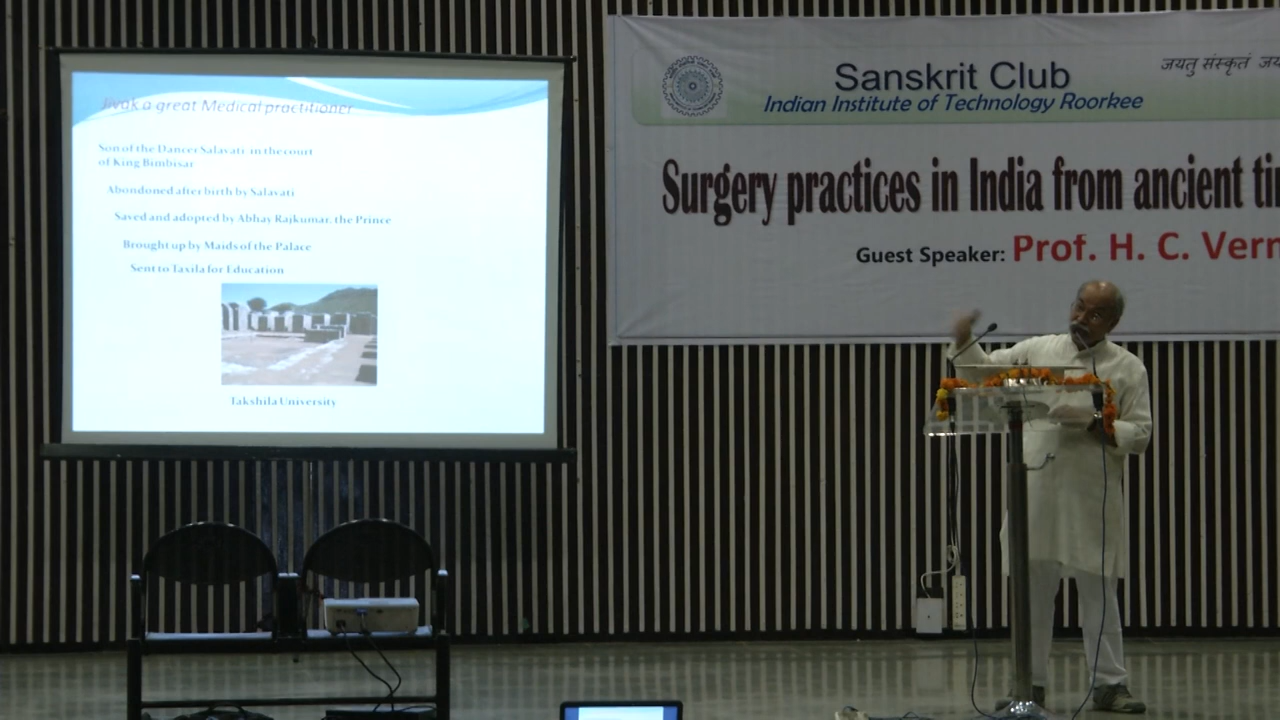 Jivak a great Medical practitioner
Son of the Dancer Salavati in the court
of King Bimbisar
Abondoned after birth by Salavati
Saved and adopted by Abhay Rajkumar, the Prince
Brought up by Maids of the Palace
Sent to Taxila for Education
Takshila University
Sanskrit Club
Indian Institute of Technology Roorkee
जयतु संस्कृतं जय
Surgery practices in India from ancient ti
Guest Speaker: Prof. H. C. Verm